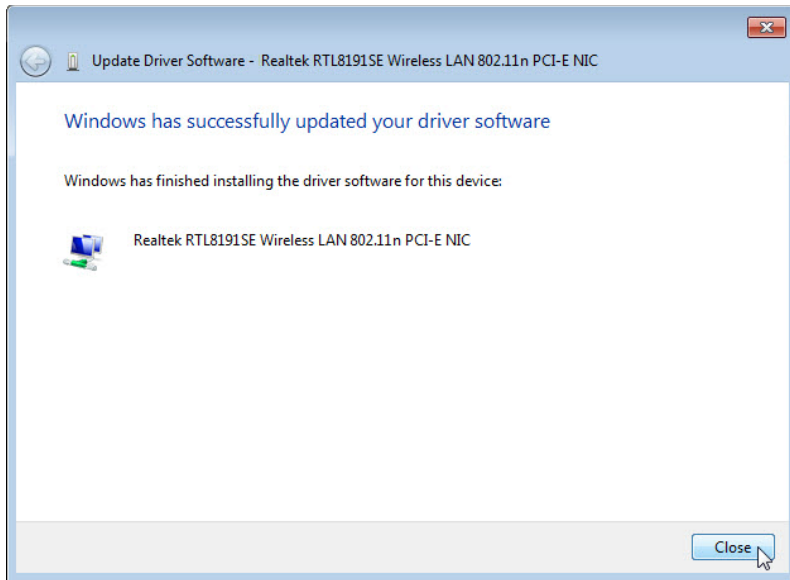 Update Driver Software - Realtek RTL8191SE Wireless LAN 802.11n PCI-E NIC
Windows has successfully updated your driver software
Windows has finished installing the driver software for this device:
Realtek RTL8191SE Wireless LAN 802.11n PCI-E NIC
Close